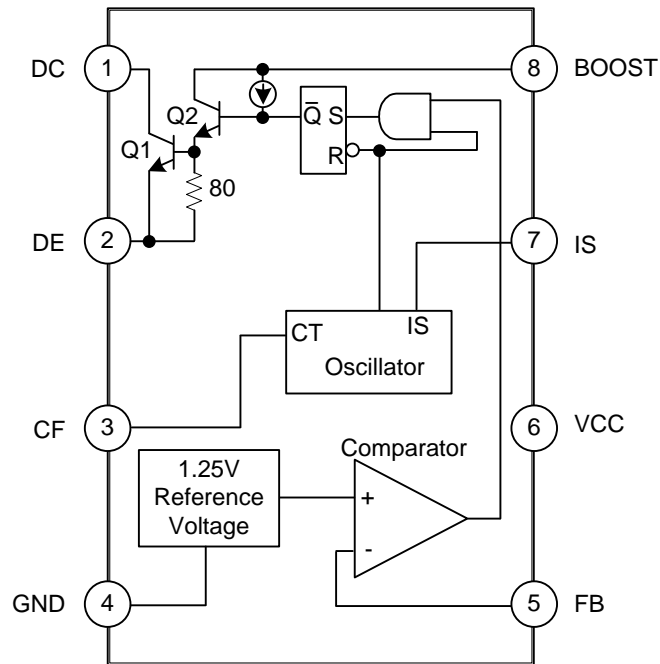 DC 1 8 BOOST
Q2 Q̅ S
Q1 R
80
DE 2 7 IS
CT IS
Oscillator
CF 3 6 VCC
Comparator
1.25V
Reference
Voltage
+
-
GND 4 5 FB